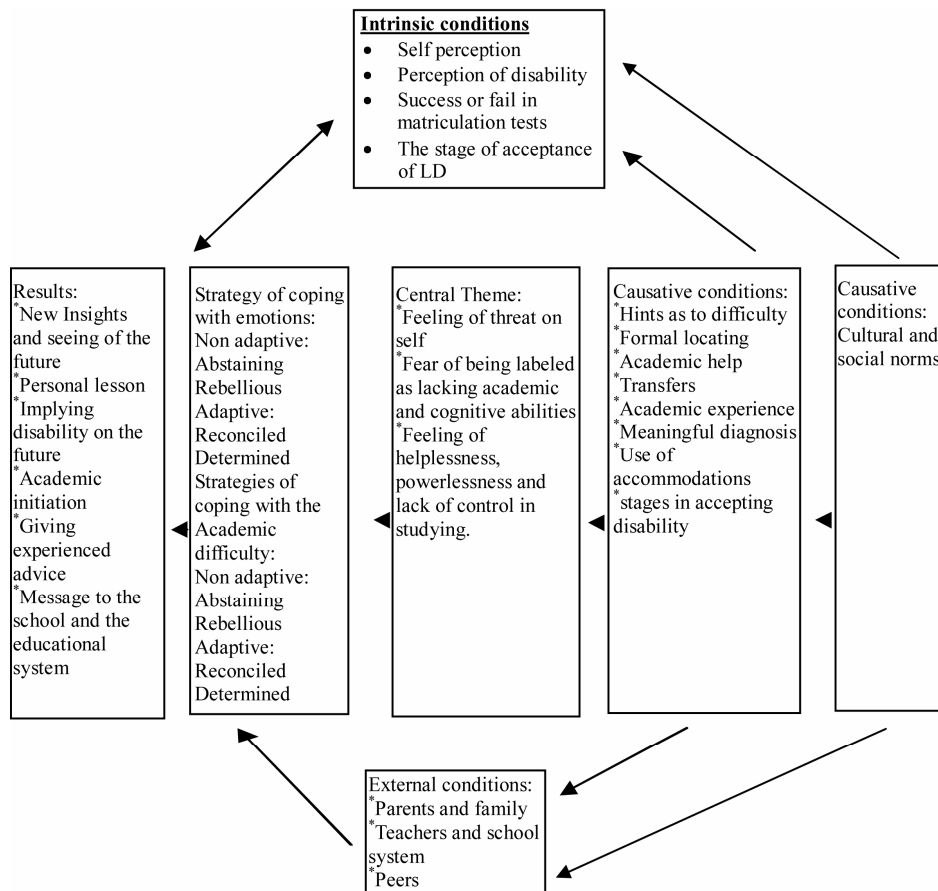 Intrinsic conditions
● Self perception
● Perception of disability
● Success or fail in
matriculation tests
● The stage of acceptance
of LD
Results:
*New Insights
and seeing of the
future
*Personal lesson
*Implying
disability on the
future
*Academic
initiation
*Giving
experienced
advice
*Message to the
school and the
educational
system
Strategy of coping
with emotions:
Non adaptive:
Abstaining
Rebellious
Adaptive:
Reconciled
Determined
Strategies of
coping with the
Academic
difficulty:
Non adaptive:
Abstaining
Rebellious
Adaptive:
Reconciled
Determined
Central Theme:
*Feeling of threat on
self
*Fear of being labeled
as lacking academic
and cognitive abilities
*Feeling of
helplessness,
powerlessness and
lack of control in
studying.
Causative conditions:
*Hints as to difficulty
*Formal locating
*Academic help
*Transfers
*Academic experience
*Meaningful diagnosis
*Use of
accommodations
*stages in accepting
disability
Causative
conditions:
Cultural and
social norms
External conditions:
*Parents and family
*Teachers and school
system
*Peers